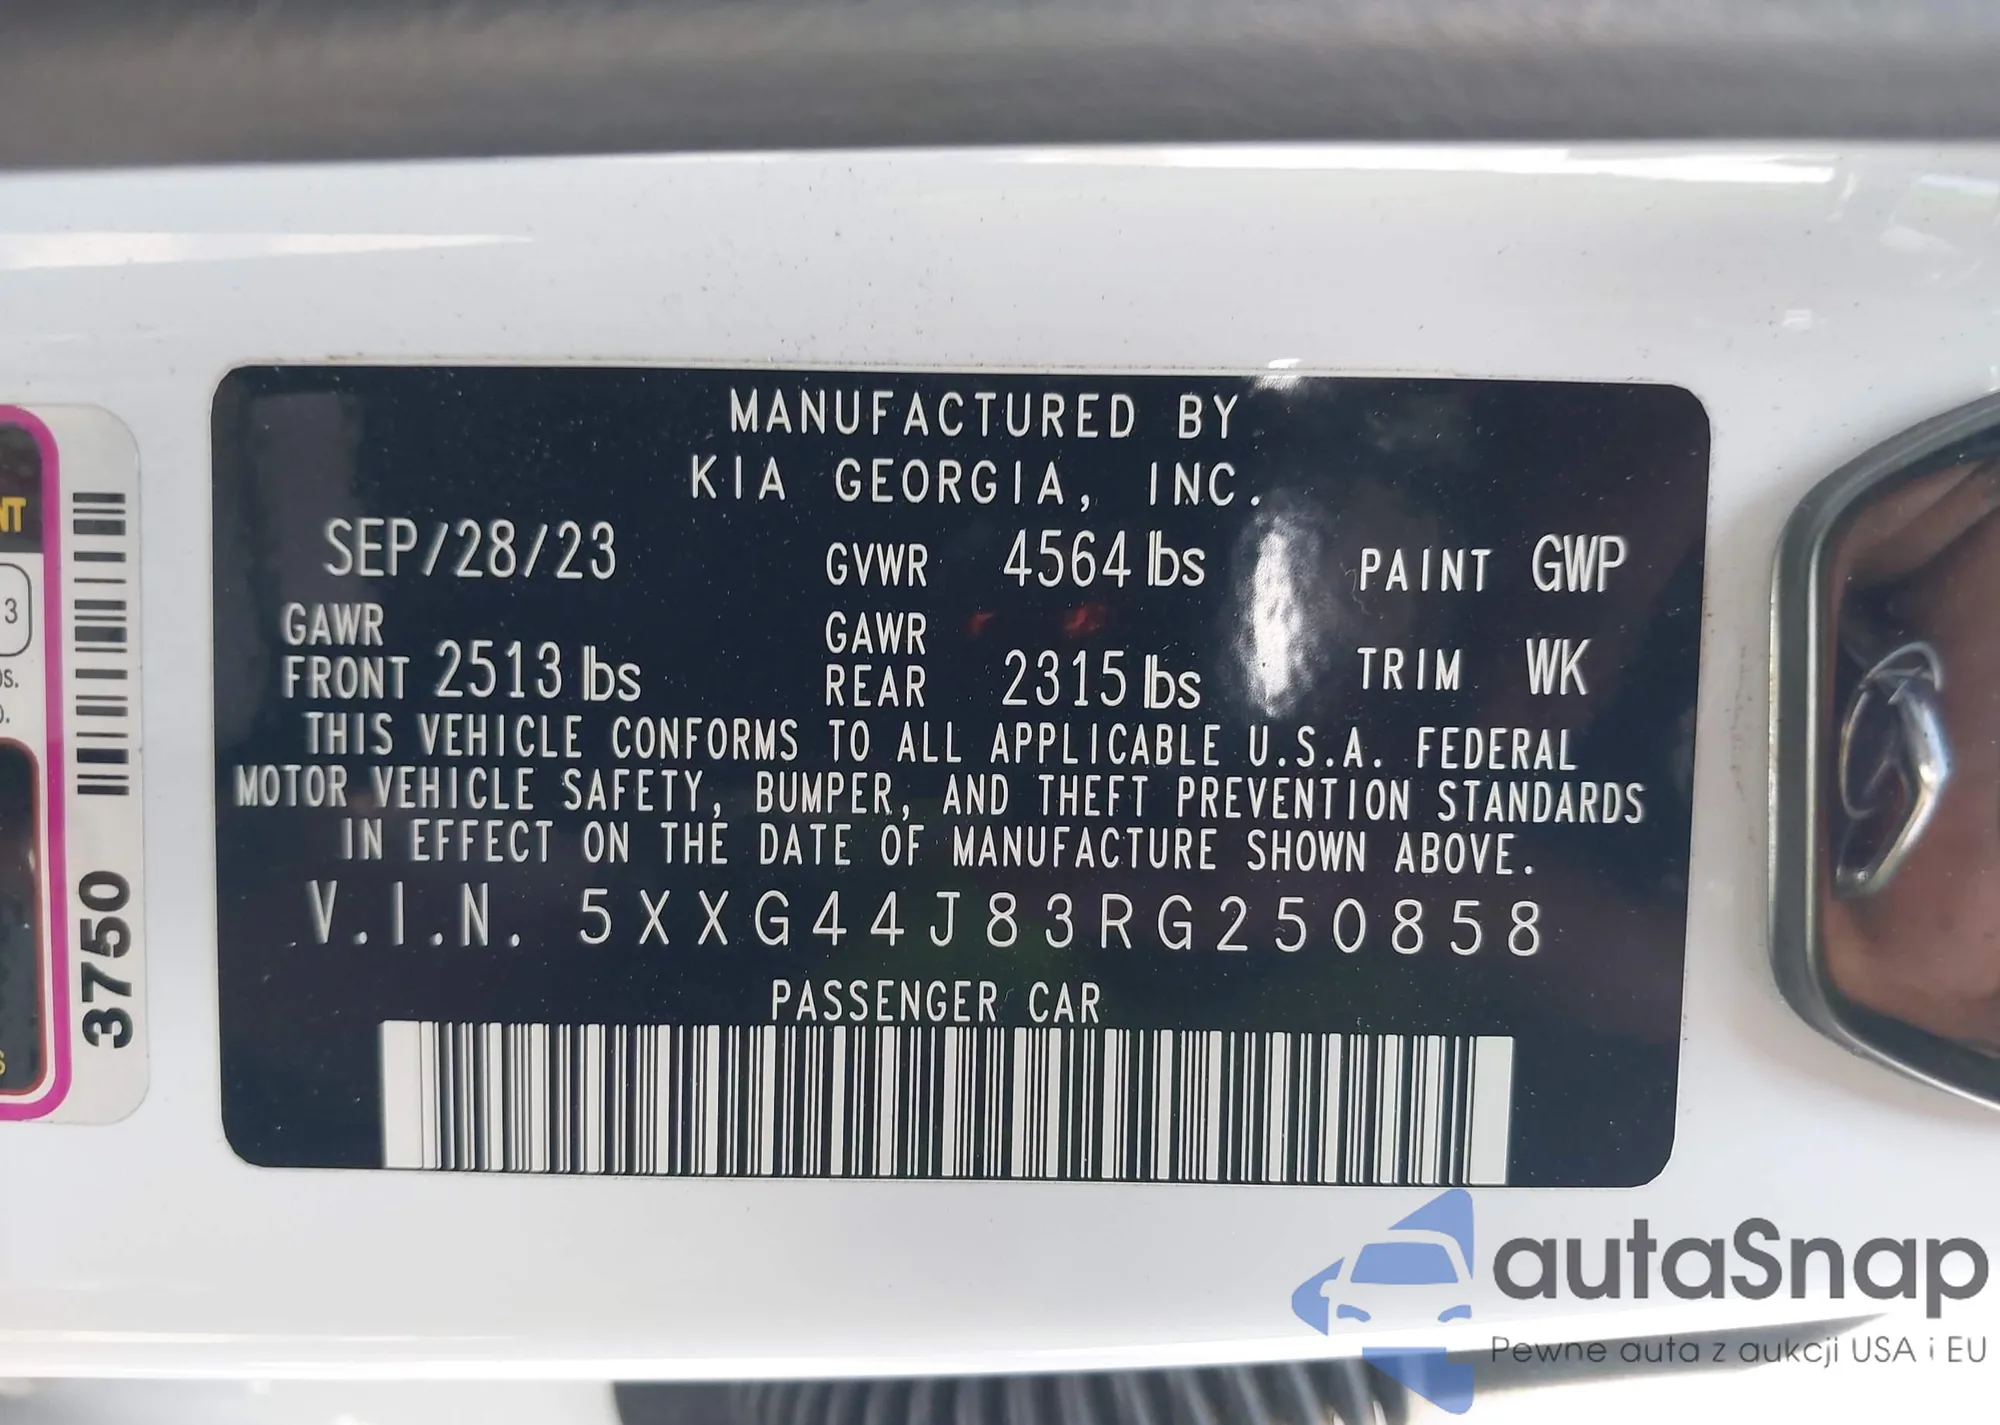 MANUFACTURED BY
KIA GEORGIA, INC.
SEP/28/23 GVWR 4564 lbs PAINT GWP
GAWR FRONT 2513 lbs GAWR REAR 2315 lbs TRIM WK
THIS VEHICLE CONFORMS TO ALL APPLICABLE U.S.A. FEDERAL
MOTOR VEHICLE SAFETY, BUMPER, AND THEFT PREVENTION STANDARDS
IN EFFECT ON THE DATE OF MANUFACTURE SHOWN ABOVE.
V.I.N. 5XXG44J83RG250858
PASSENGER CAR
3750
3
autaSnap
Pewne auta z aukcji USA i EU